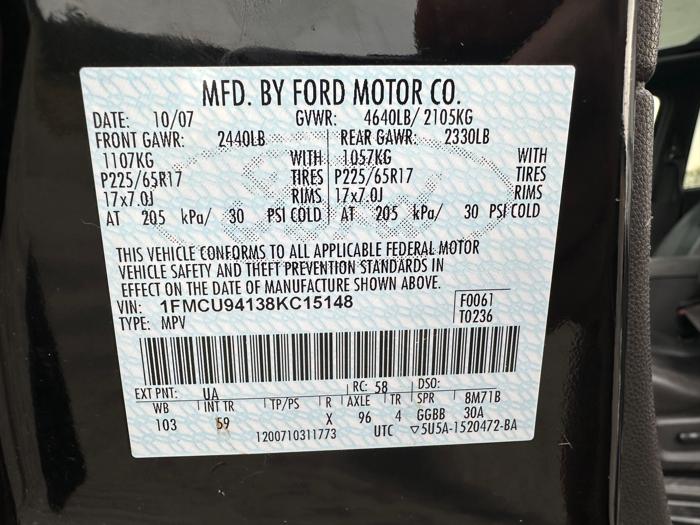 MFD. BY FORD MOTOR CO.
DATE: 10/07 GVWR: 4640LB/ 2105KG
FRONT GAWR: 2440LB REAR GAWR: 2330LB
1107KG WITH 1057KG WITH
P225/65R17 TIRES P225/65R17 TIRES
17x7.0J RIMS 17x7.0J RIMS
AT 205 kPa/ 30 PSI COLD AT 205 kPa/ 30 PSI COLD
THIS VEHICLE CONFORMS TO ALL APPLICABLE FEDERAL MOTOR
VEHICLE SAFETY AND THEFT PREVENTION STANDARDS IN
EFFECT ON THE DATE OF MANUFACTURE SHOWN ABOVE.
VIN: 1FMCU94138KC15148 F0061
TYPE: MPV T0236
EXT PNT: UA RC: 58 DSO:
WB INT TR TP/PS R AXLE TR SPR 8M71B
103 59 X 96 4 GGBB 30A
1200710311773 UTC ▽5U5A-1520472-BA